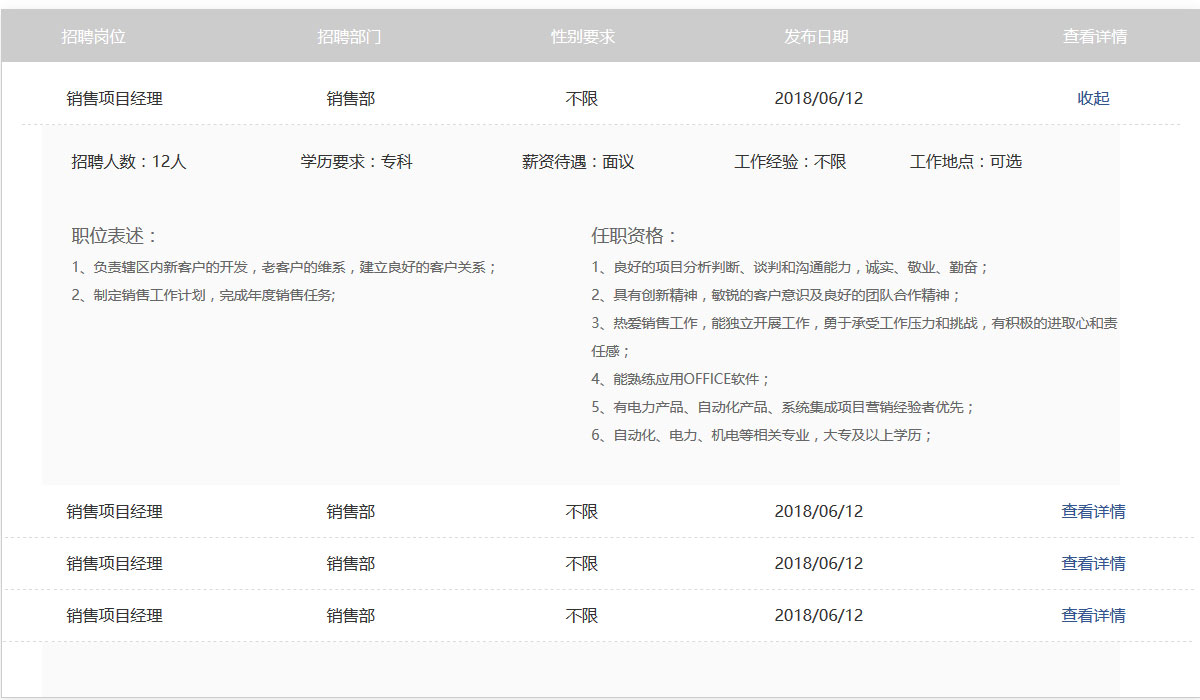 招聘岗位 招聘部门 性别要求 发布日期 查看详情
销售项目经理 销售部 不限 2018/06/12 收起
招聘人数：12人 学历要求：专科 薪资待遇：面议 工作经验：不限 工作地点：可选
职位表述：
1、负责辖区内新客户的开发，老客户的维系，建立良好的客户关系；
2、制定销售工作计划，完成年度销售任务;
任职资格：
1、良好的项目分析判断、谈判和沟通能力，诚实、敬业、勤奋；
2、具有创新精神，敏锐的客户意识及良好的团队合作精神；
3、热爱销售工作，能独立开展工作，勇于承受工作压力和挑战，有积极的进取心和责
任感；
4、能熟练应用OFFICE软件；
5、有电力产品、自动化产品、系统集成项目营销经验者优先；
6、自动化、电力、机电等相关专业，大专及以上学历；
销售项目经理 销售部 不限 2018/06/12 查看详情
销售项目经理 销售部 不限 2018/06/12 查看详情
销售项目经理 销售部 不限 2018/06/12 查看详情